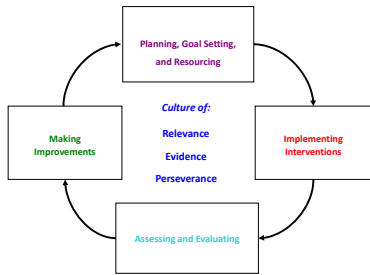 Planning, Goal Setting,
and Resourcing
Culture of:
Relevance
Evidence
Perseverance
Making
Improvements
Implementing
Interventions
Assessing and Evaluating